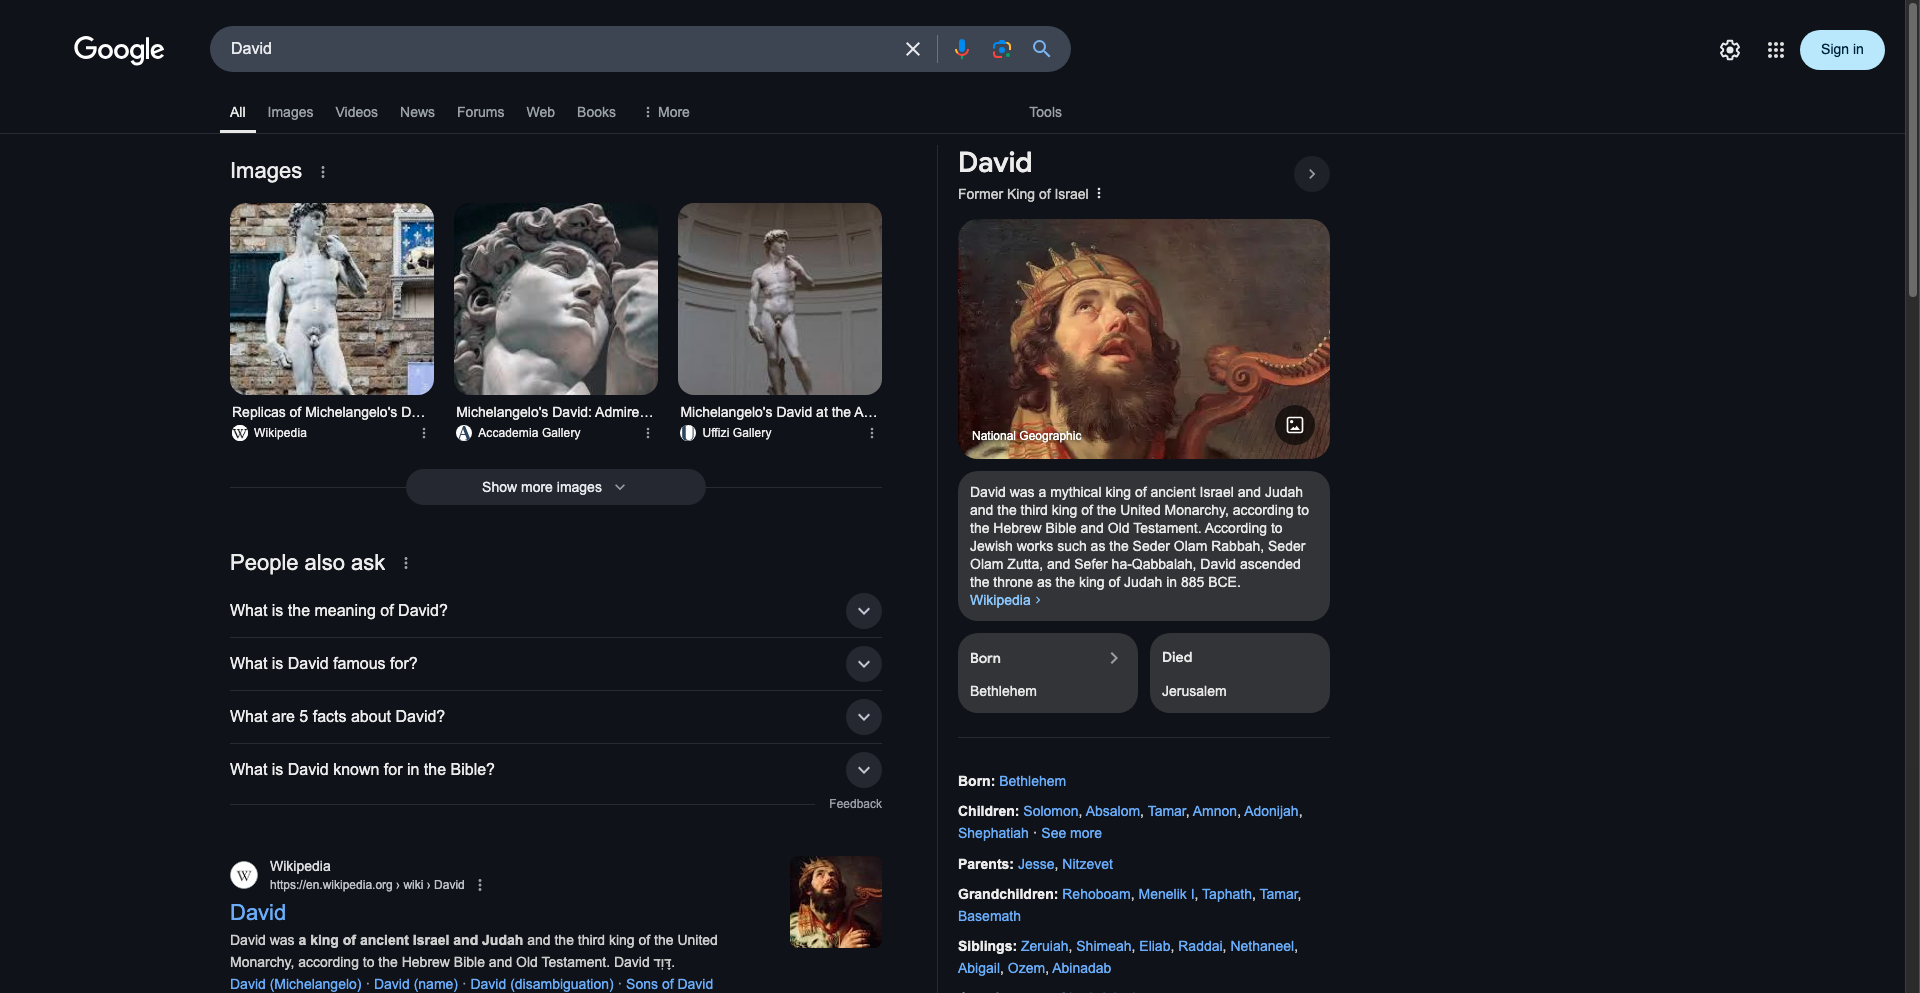 Google
David
Sign in
All
Images
Videos
News
Forums
Web
Books
More
Tools
Images
Replicas of Michelangelo's D...
Wikipedia
Michelangelo's David: Admire...
Accademia Gallery
Michelangelo's David at the A...
Uffizi Gallery
Show more images
People also ask
What is the meaning of David?
What is David famous for?
What are 5 facts about David?
What is David known for in the Bible?
Feedback
W
Wikipedia
https://en.wikipedia.org › wiki › David
David
David was a king of ancient Israel and Judah and the third king of the United
Monarchy, according to the Hebrew Bible and Old Testament. David דָּוִד.
David (Michelangelo) · David (name) · David (disambiguation) · Sons of David
David
Former King of Israel
National Geographic
David was a mythical king of ancient Israel and Judah
and the third king of the United Monarchy, according to
the Hebrew Bible and Old Testament. According to
Jewish works such as the Seder Olam Rabbah, Seder
Olam Zutta, and Sefer ha-Qabbalah, David ascended
the throne as the king of Judah in 885 BCE.
Wikipedia ›
Born
Bethlehem
Died
Jerusalem
Born: Bethlehem
Children: Solomon, Absalom, Tamar, Amnon, Adonijah,
Shephatiah · See more
Parents: Jesse, Nitzevet
Grandchildren: Rehoboam, Menelik I, Taphath, Tamar,
Basemath
Siblings: Zeruiah, Shimeah, Eliab, Raddai, Nethaneel,
Abigail, Ozem, Abinadab